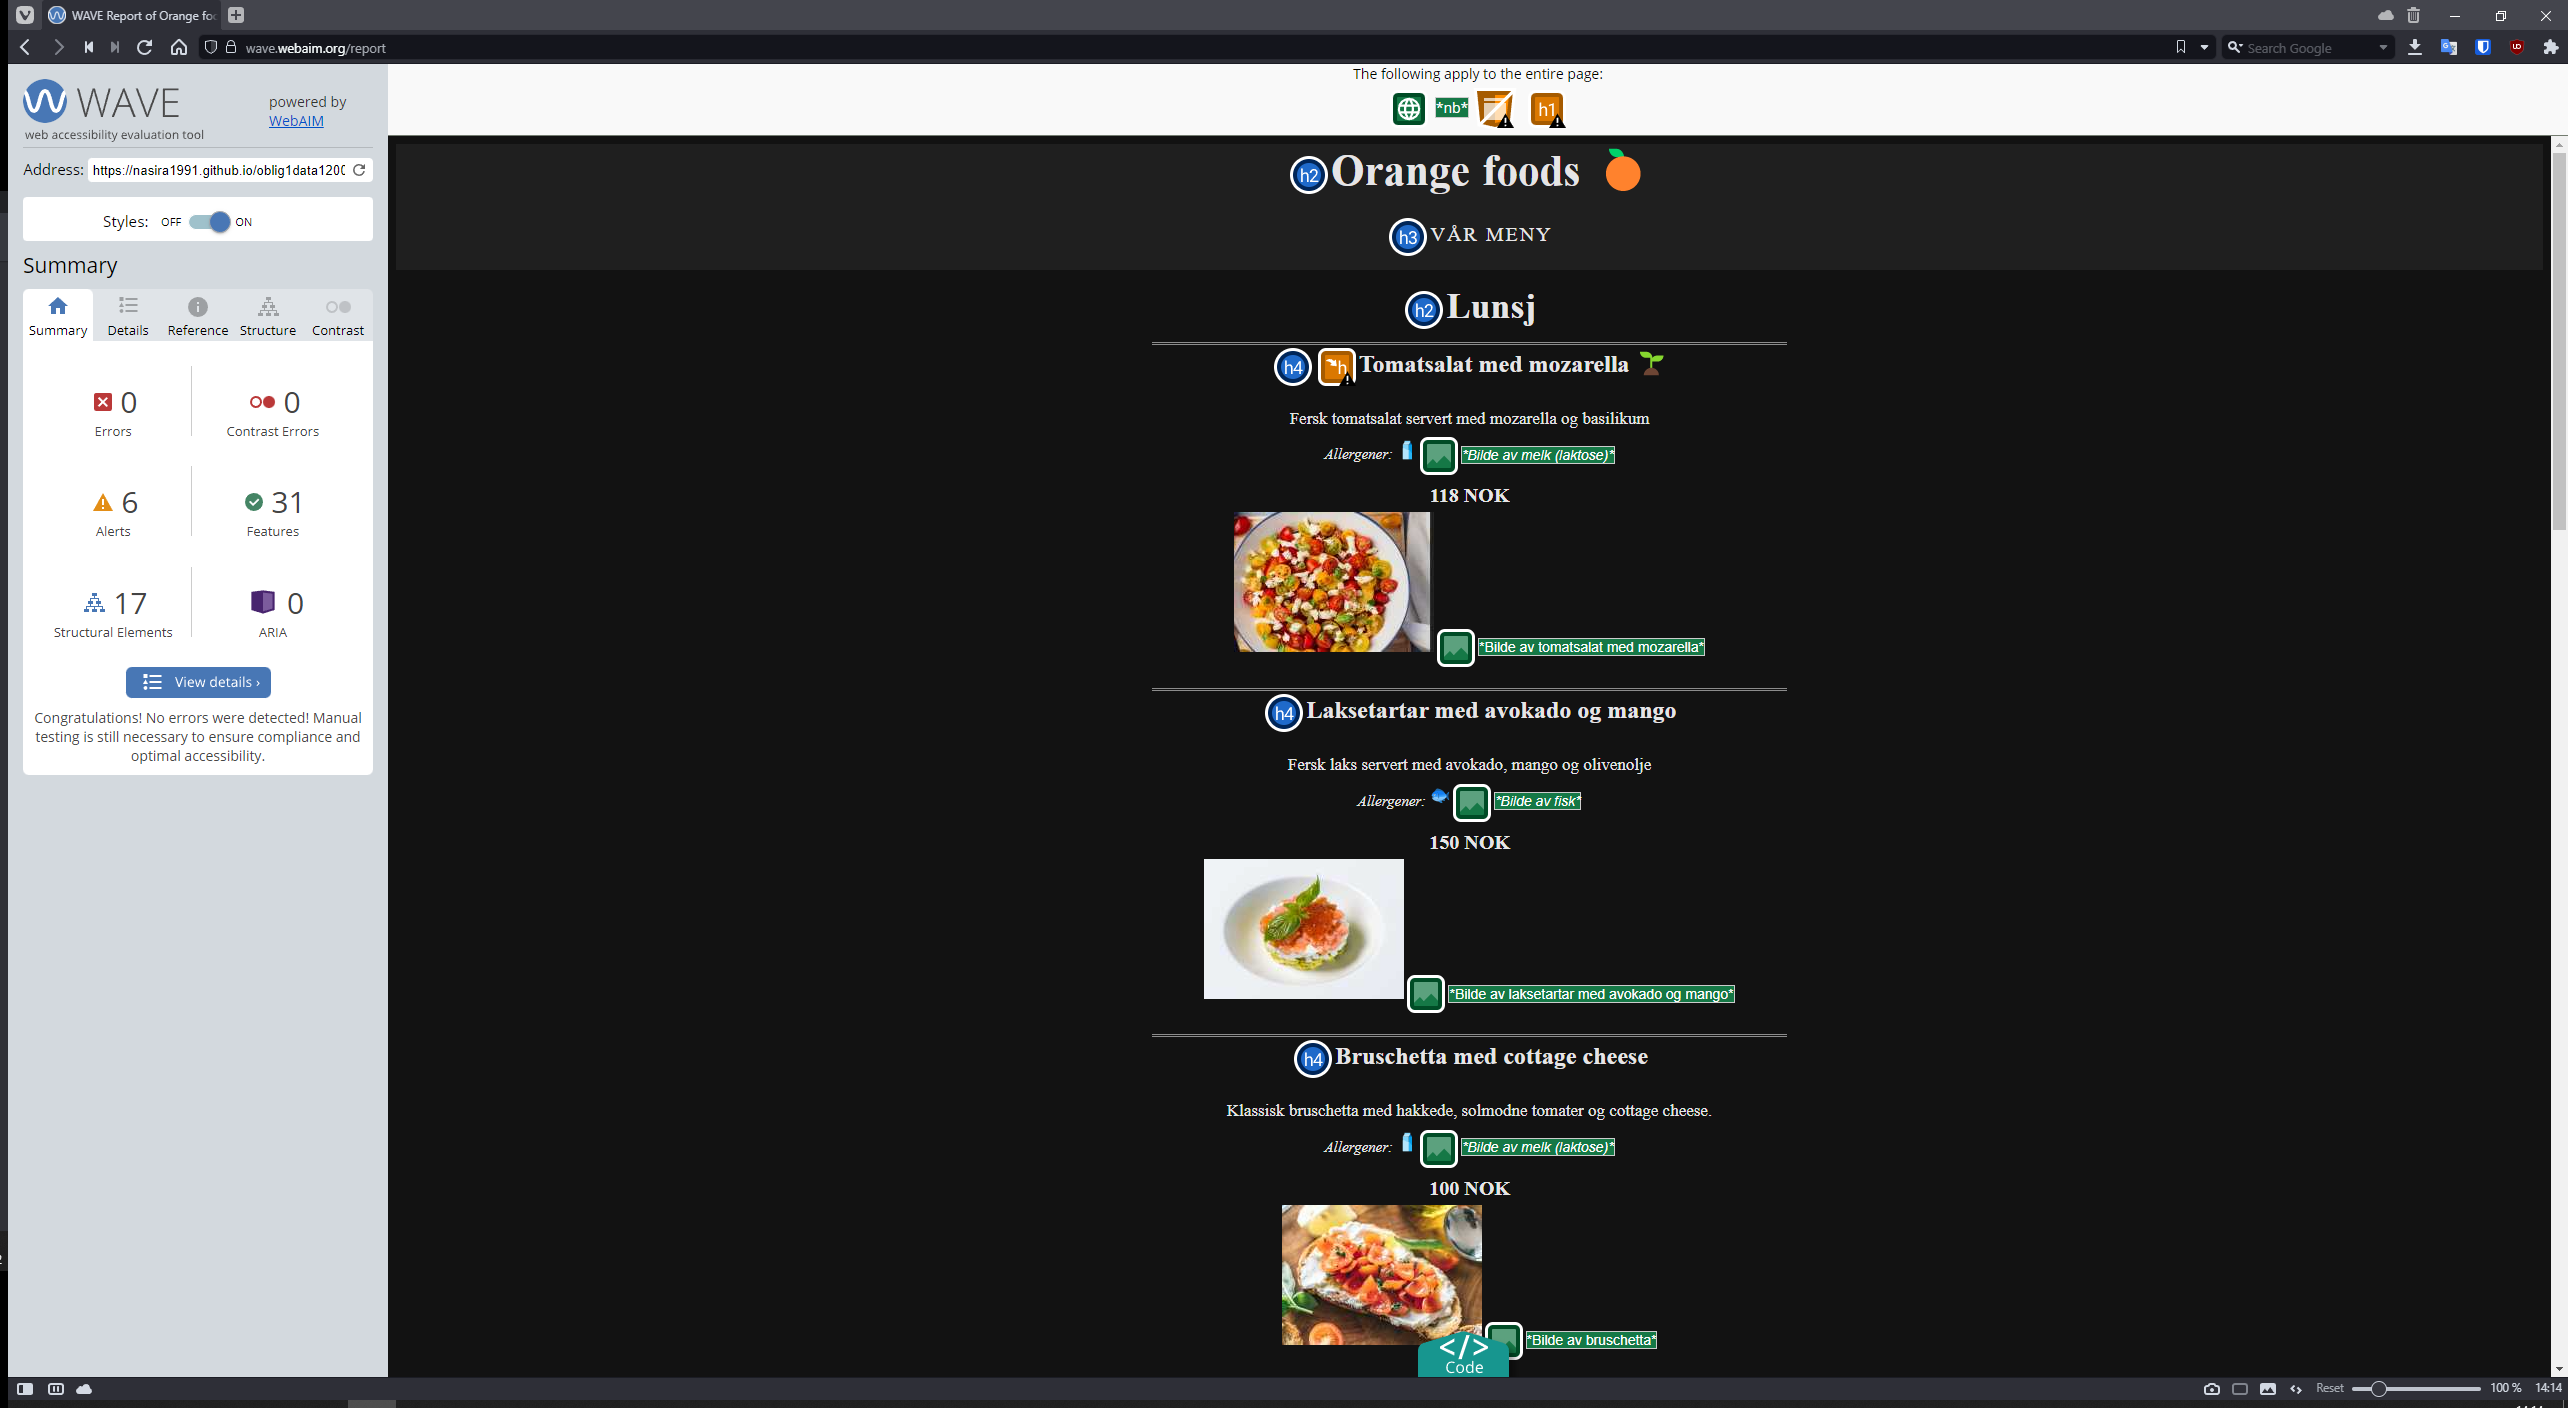 WAVE Report of Orange fo
wave.webaim.org/report
Search Google
WAVE
web accessibility evaluation tool
powered by
WebAIM
Address: https://nasira1991.github.io/oblig1data120
Styles: OFF ON
Summary
Summary Details Reference Structure Contrast
0
Errors
0
Contrast Errors
6
Alerts
31
Features
17
Structural Elements
0
ARIA
View details ›
Congratulations! No errors were detected! Manual
testing is still necessary to ensure compliance and
optimal accessibility.
The following apply to the entire page:
*nb* h1
h2 Orange foods
h3 VÅR MENY
h2 Lunsj
h4 h Tomatsalat med mozarella
Fersk tomatsalat servert med mozarella og basilikum
Allergener: *Bilde av melk (laktose)*
118 NOK
*Bilde av tomatsalat med mozarella*
h4 Laksetartar med avokado og mango
Fersk laks servert med avokado, mango og olivenolje
Allergener: *Bilde av fisk*
150 NOK
*Bilde av laksetartar med avokado og mango*
h4 Bruschetta med cottage cheese
Klassisk bruschetta med hakkede, solmodne tomater og cottage cheese.
Allergener: *Bilde av melk (laktose)*
100 NOK
*Bilde av bruschetta*
</>
Code
Reset 100 % 14:14